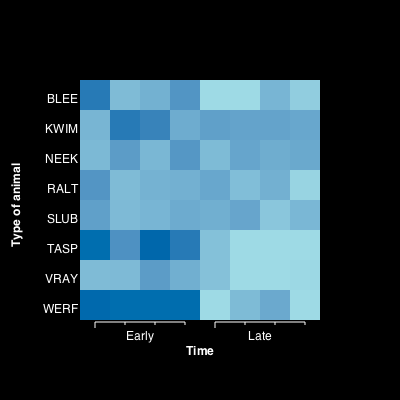 BLEE
KWIM
NEEK
RALT
SLUB
TASP
VRAY
WERF
Type of animal
Early Late
Time